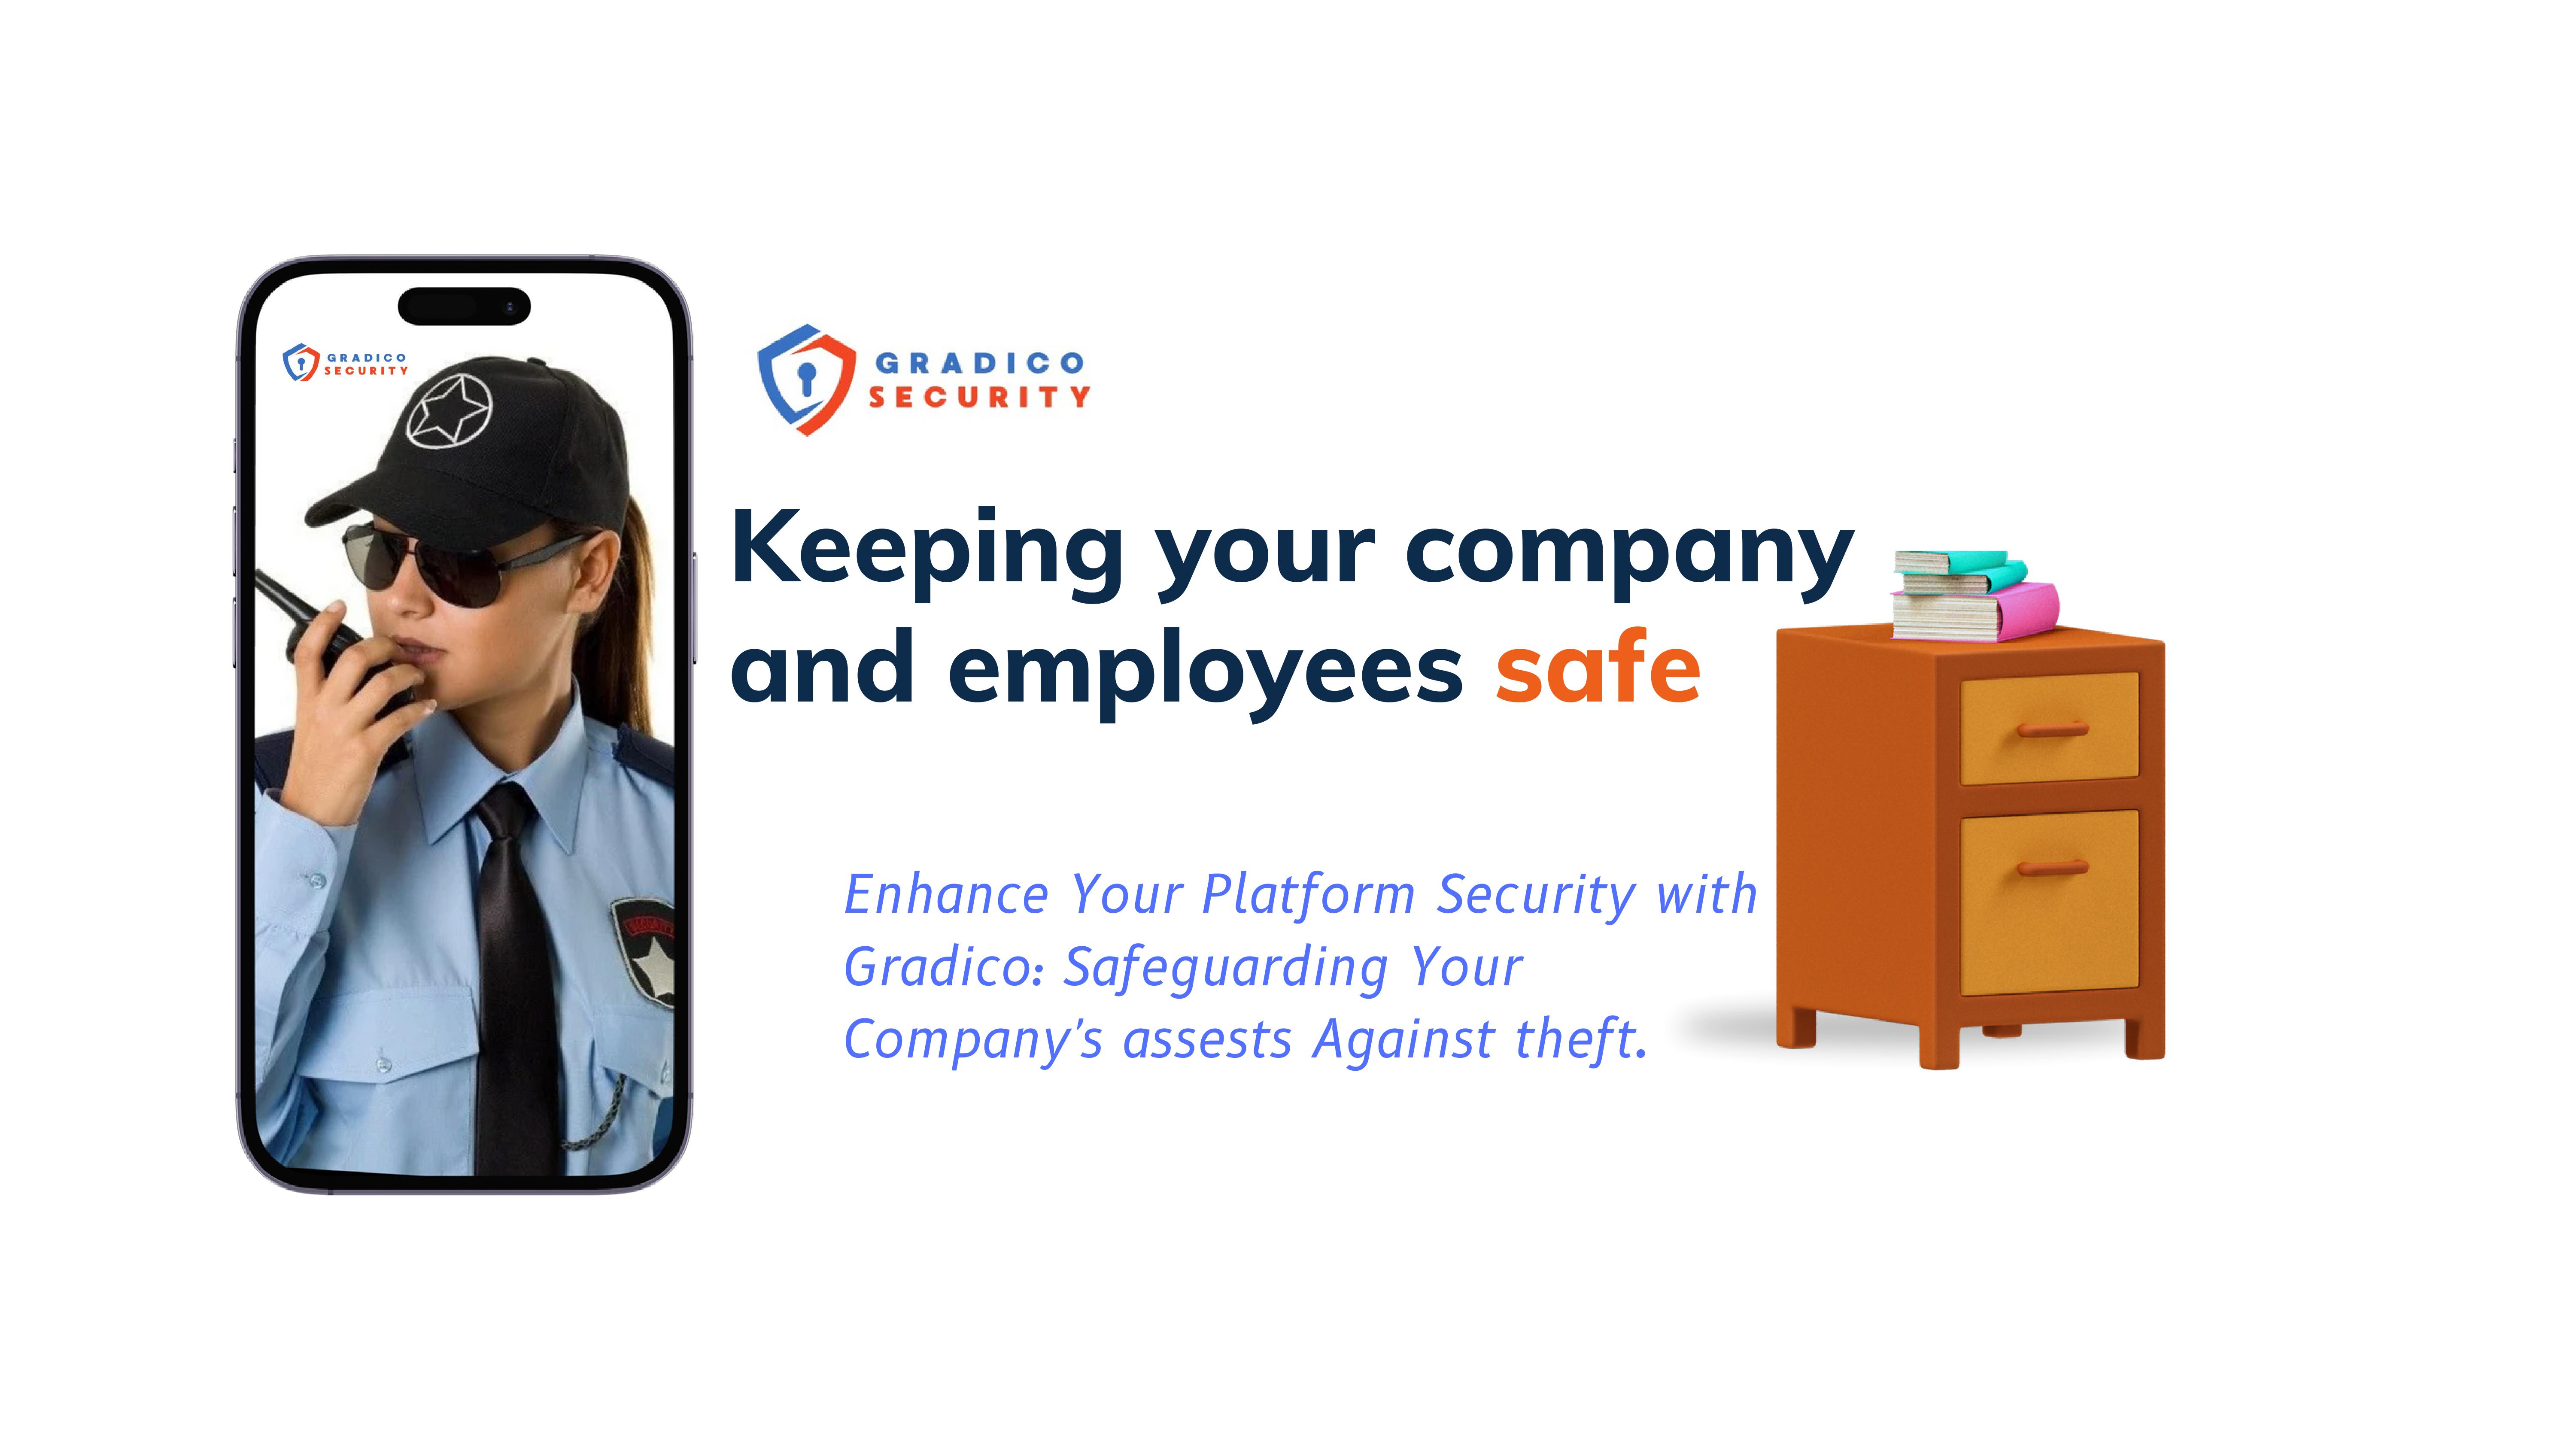 GRADICO
SECURITY
GRADICO
SECURITY
Keeping your company
and employees safe
Enhance Your Platform Security with
Gradico: Safeguarding Your
Company's assests Against theft.
SECURITY